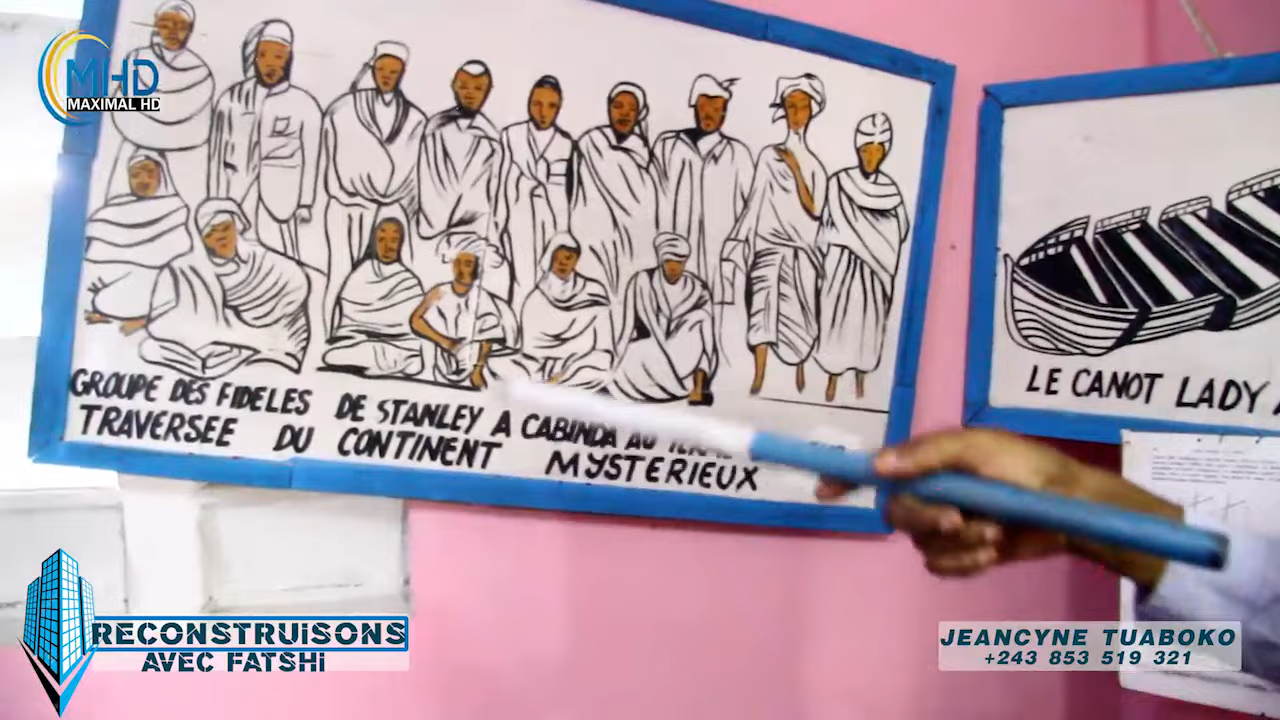 MHD
MAXIMAL HD
GROUPE DES FIDELES DE STANLEY A CABINDA AU
TRAVERSEE DU CONTINENT MYSTERIEUX
LE CANOT LADY
RECONSTRUiSONS
AVEC FATSHi
JEANCYNE TUABOKO
+243 853 519 321